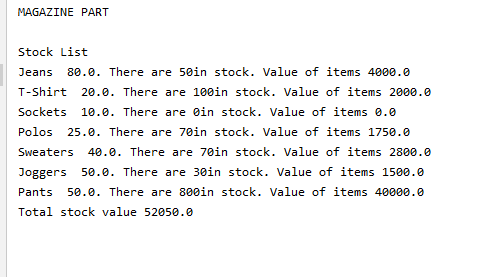 MAGAZINE PART
Stock List
Jeans  80.0. There are 50in stock. Value of items 4000.0
T-Shirt  20.0. There are 100in stock. Value of items 2000.0
Sockets  10.0. There are 0in stock. Value of items 0.0
Polos  25.0. There are 70in stock. Value of items 1750.0
Sweaters  40.0. There are 70in stock. Value of items 2800.0
Joggers  50.0. There are 30in stock. Value of items 1500.0
Pants  50.0. There are 800in stock. Value of items 40000.0
Total stock value 52050.0